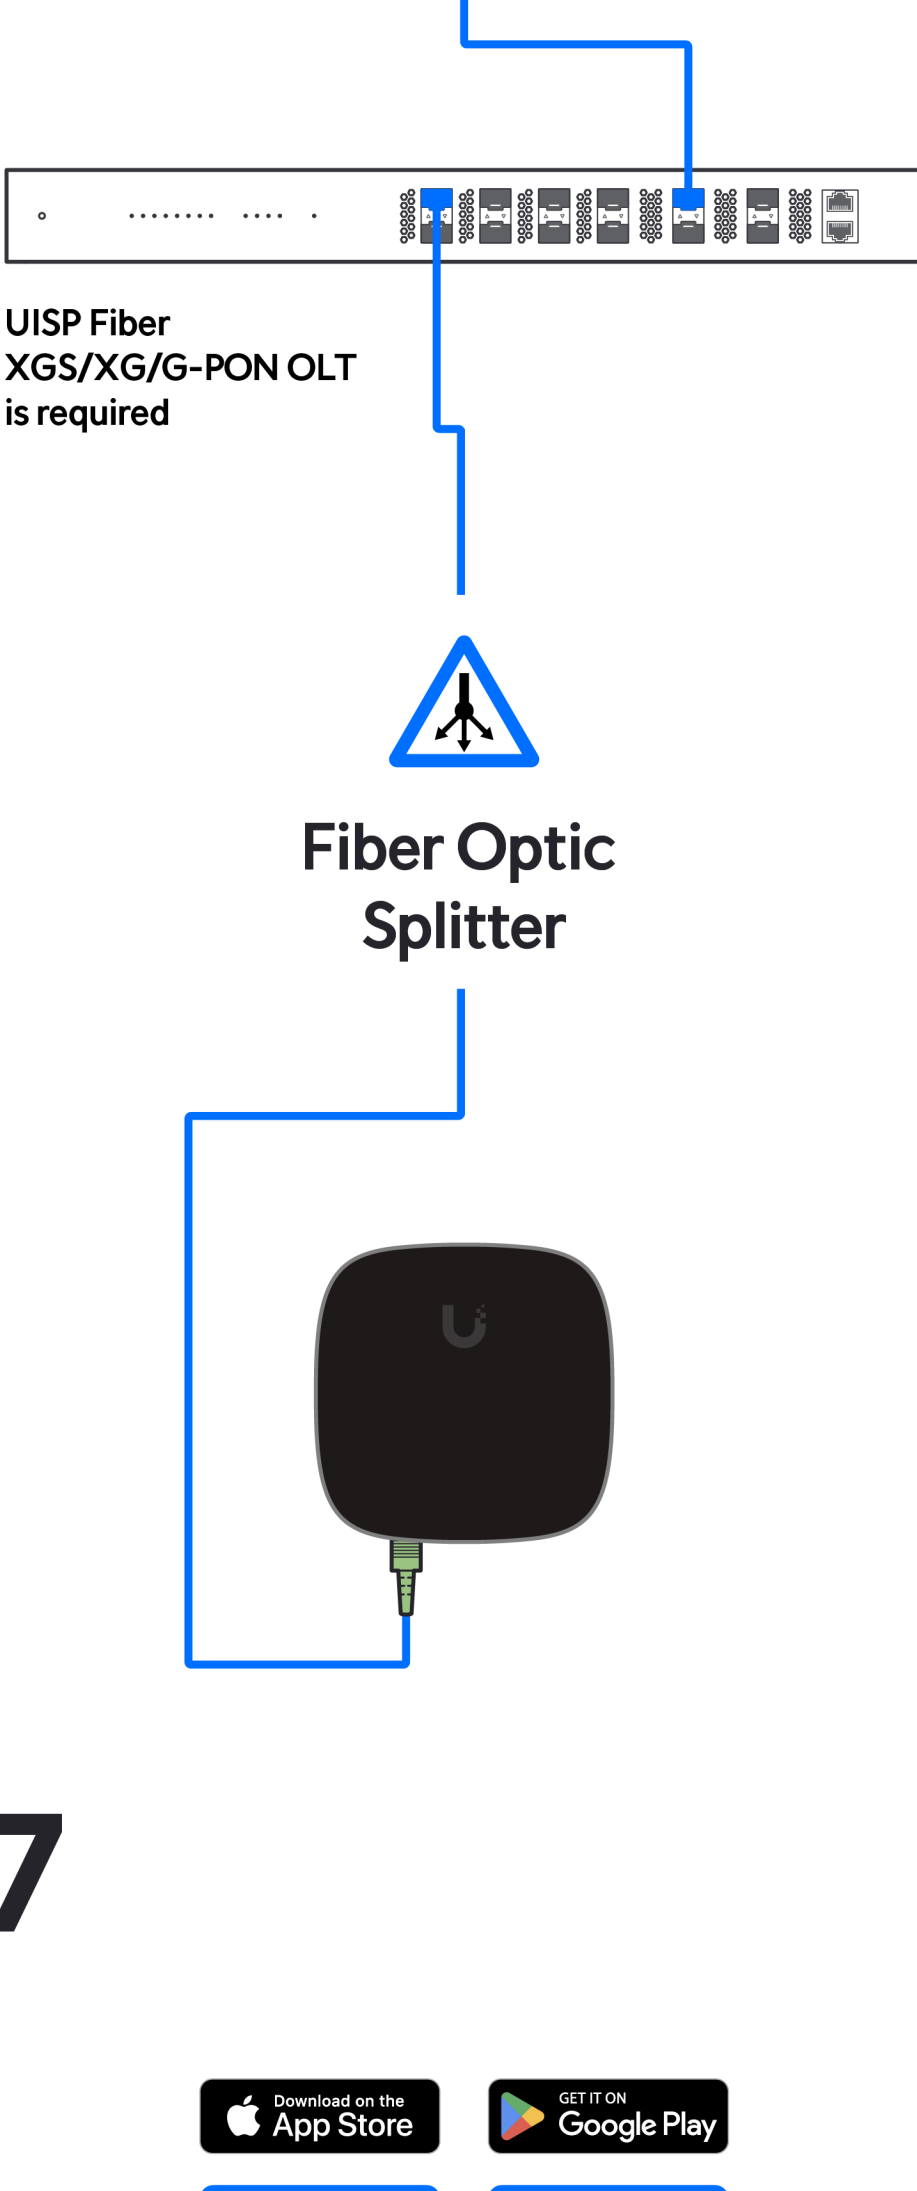 UISP Fiber
XGS/XG/G-PON OLT
is required
Fiber Optic
Splitter
7
Download on the
App Store
GET IT ON
Google Play